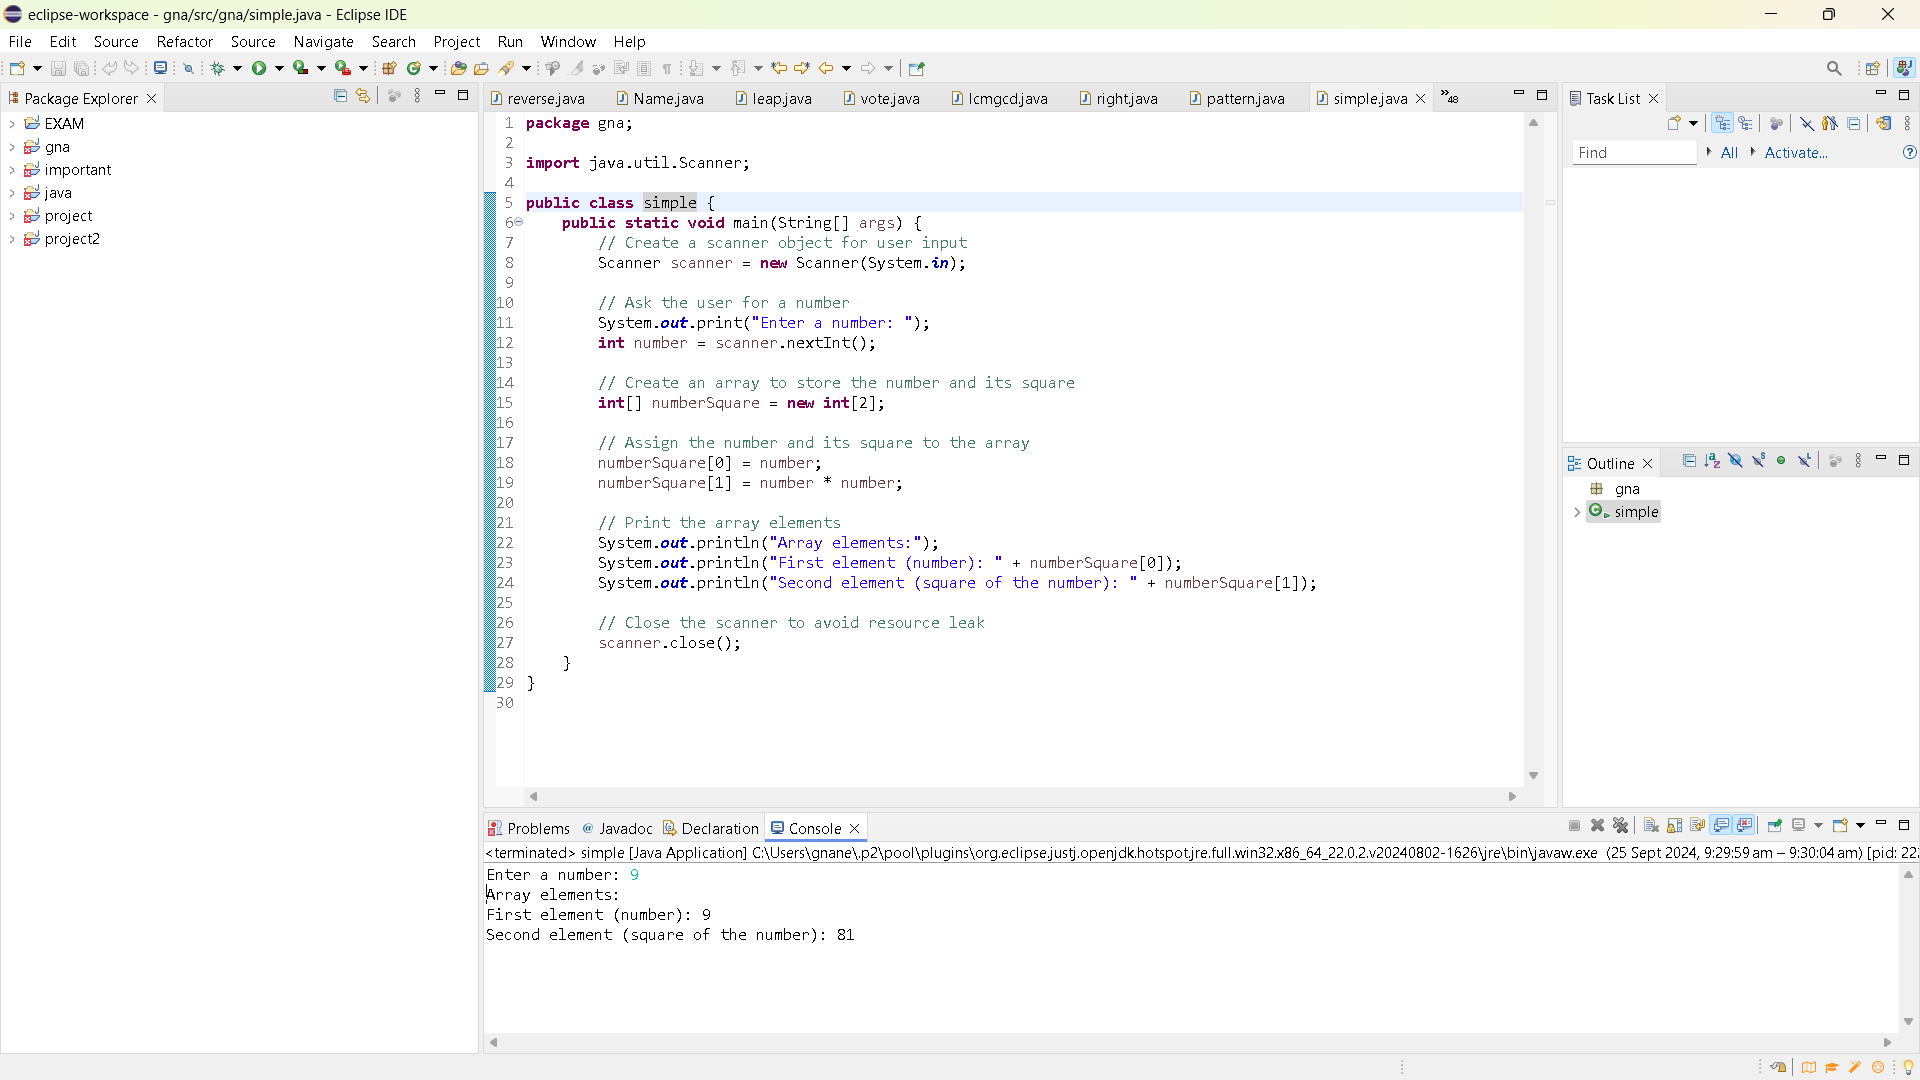 eclipse-workspace - gna/src/gna/simple.java - Eclipse IDE
File Edit Source Refactor Source Navigate Search Project Run Window Help
Package Explorer
EXAM
gna
important
java
project
project2
reverse.java Name.java leap.java vote.java lcmgcd.java right.java pattern.java simple.java »48
1 package gna;
2
3 import java.util.Scanner;
4
5 public class simple {
6 public static void main(String[] args) {
7 // Create a scanner object for user input
8 Scanner scanner = new Scanner(System.in);
9
10 // Ask the user for a number
11 System.out.print("Enter a number: ");
12 int number = scanner.nextInt();
13
14 // Create an array to store the number and its square
15 int[] numberSquare = new int[2];
16
17 // Assign the number and its square to the array
18 numberSquare[0] = number;
19 numberSquare[1] = number * number;
20
21 // Print the array elements
22 System.out.println("Array elements:");
23 System.out.println("First element (number): " + numberSquare[0]);
24 System.out.println("Second element (square of the number): " + numberSquare[1]);
25
26 // Close the scanner to avoid resource leak
27 scanner.close();
28 }
29 }
30
Task List
Find All Activate...
Outline
gna
simple
Problems Javadoc Declaration Console
<terminated> simple [Java Application] C:\Users\gnane\.p2\pool\plugins\org.eclipse.justj.openjdk.hotspot.jre.full.win32.x86_64_22.0.2.v20240802-1626\jre\bin\javaw.exe (25 Sept 2024, 9:29:59 am – 9:30:04 am) [pid: 22
Enter a number: 9
Array elements:
First element (number): 9
Second element (square of the number): 81